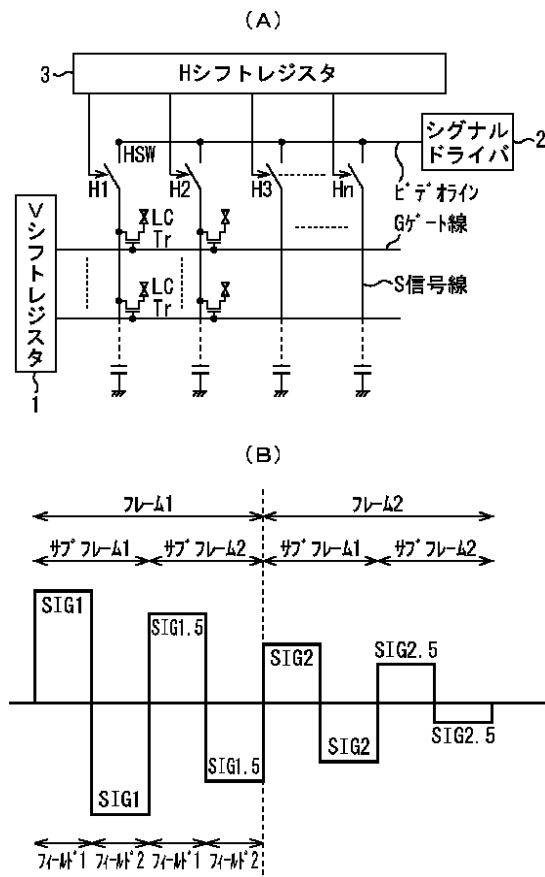 (A)
3
Hシフトレジスタ
シグナル
ドライバ
2
HSW
H1
H2
H3
Hn
ビデオライン
Gゲート線
LC
Tr
S信号線
LC
Tr
Vシフトレジスタ
1
(B)
フレーム1
フレーム2
サブフレーム1
サブフレーム2
サブフレーム1
サブフレーム2
SIG1
SIG1.5
SIG2
SIG2.5
SIG1
SIG1.5
SIG2
SIG2.5
フィールド1
フィールド2
フィールド1
フィールド2